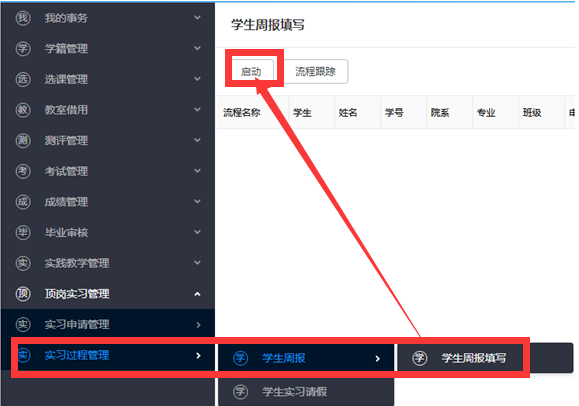 我 我的事务
学 学籍管理
选 选课管理
教 教室借用
测 测评管理
考 考试管理
成 成绩管理
毕 毕业审核
实 实践教学管理
顶 顶岗实习管理
实 实习申请管理
实 实习过程管理
学生周报填写
启动 流程跟踪
流程名称 学生 姓名 学号 院系 专业 班级
学 学生周报
学 学生实习请假
学 学生周报填写